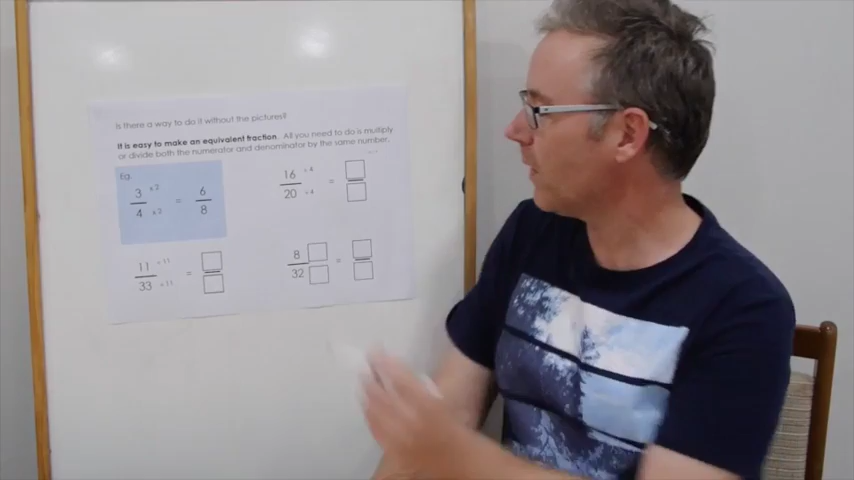 Is there a way to do it without the pictures?
It is easy to make an equivalent fraction. All you need to do is multiply
or divide both the numerator and denominator by the same number.
Eg.
3 x2 = 6
4 x2 8
16 ÷4 =
20 ÷4
11 ÷11 =
33 ÷11
8 =
32